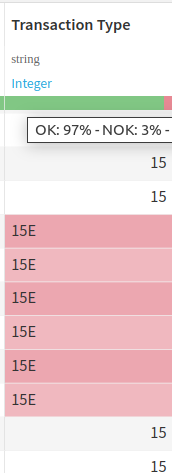 Transaction Type
string
Integer
OK: 97% - NOK: 3% -
15
15
15E
15E
15E
15E
15E
15E
15
15